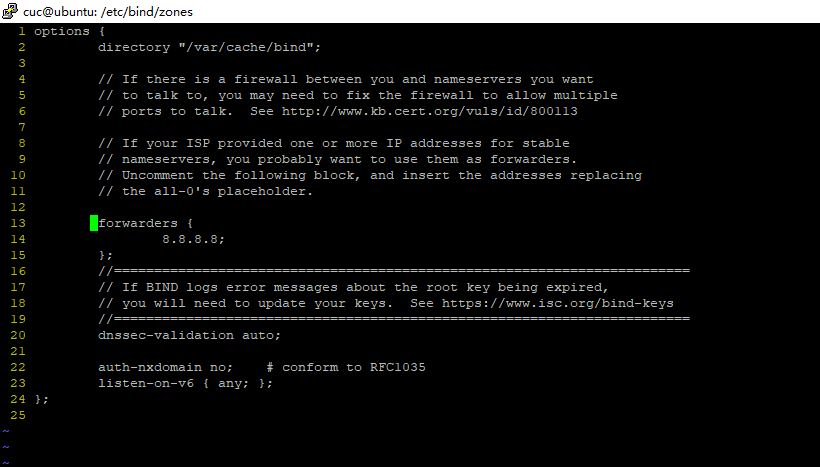 cuc@ubuntu: /etc/bind/zones
1 options {
2 directory "/var/cache/bind";
3
4 // If there is a firewall between you and nameservers you want
5 // to talk to, you may need to fix the firewall to allow multiple
6 // ports to talk.  See http://www.kb.cert.org/vuls/id/800113
7
8 // If your ISP provided one or more IP addresses for stable
9 // nameservers, you probably want to use them as forwarders.
10 // Uncomment the following block, and insert the addresses replacing
11 // the all-0's placeholder.
12
13 forwarders {
14 8.8.8.8;
15 };
16 //========================================================================
17 // If BIND logs error messages about the root key being expired,
18 // you will need to update your keys.  See https://www.isc.org/bind-keys
19 //========================================================================
20 dnssec-validation auto;
21
22 auth-nxdomain no;    # conform to RFC1035
23 listen-on-v6 { any; };
24 };
25
~
~
~